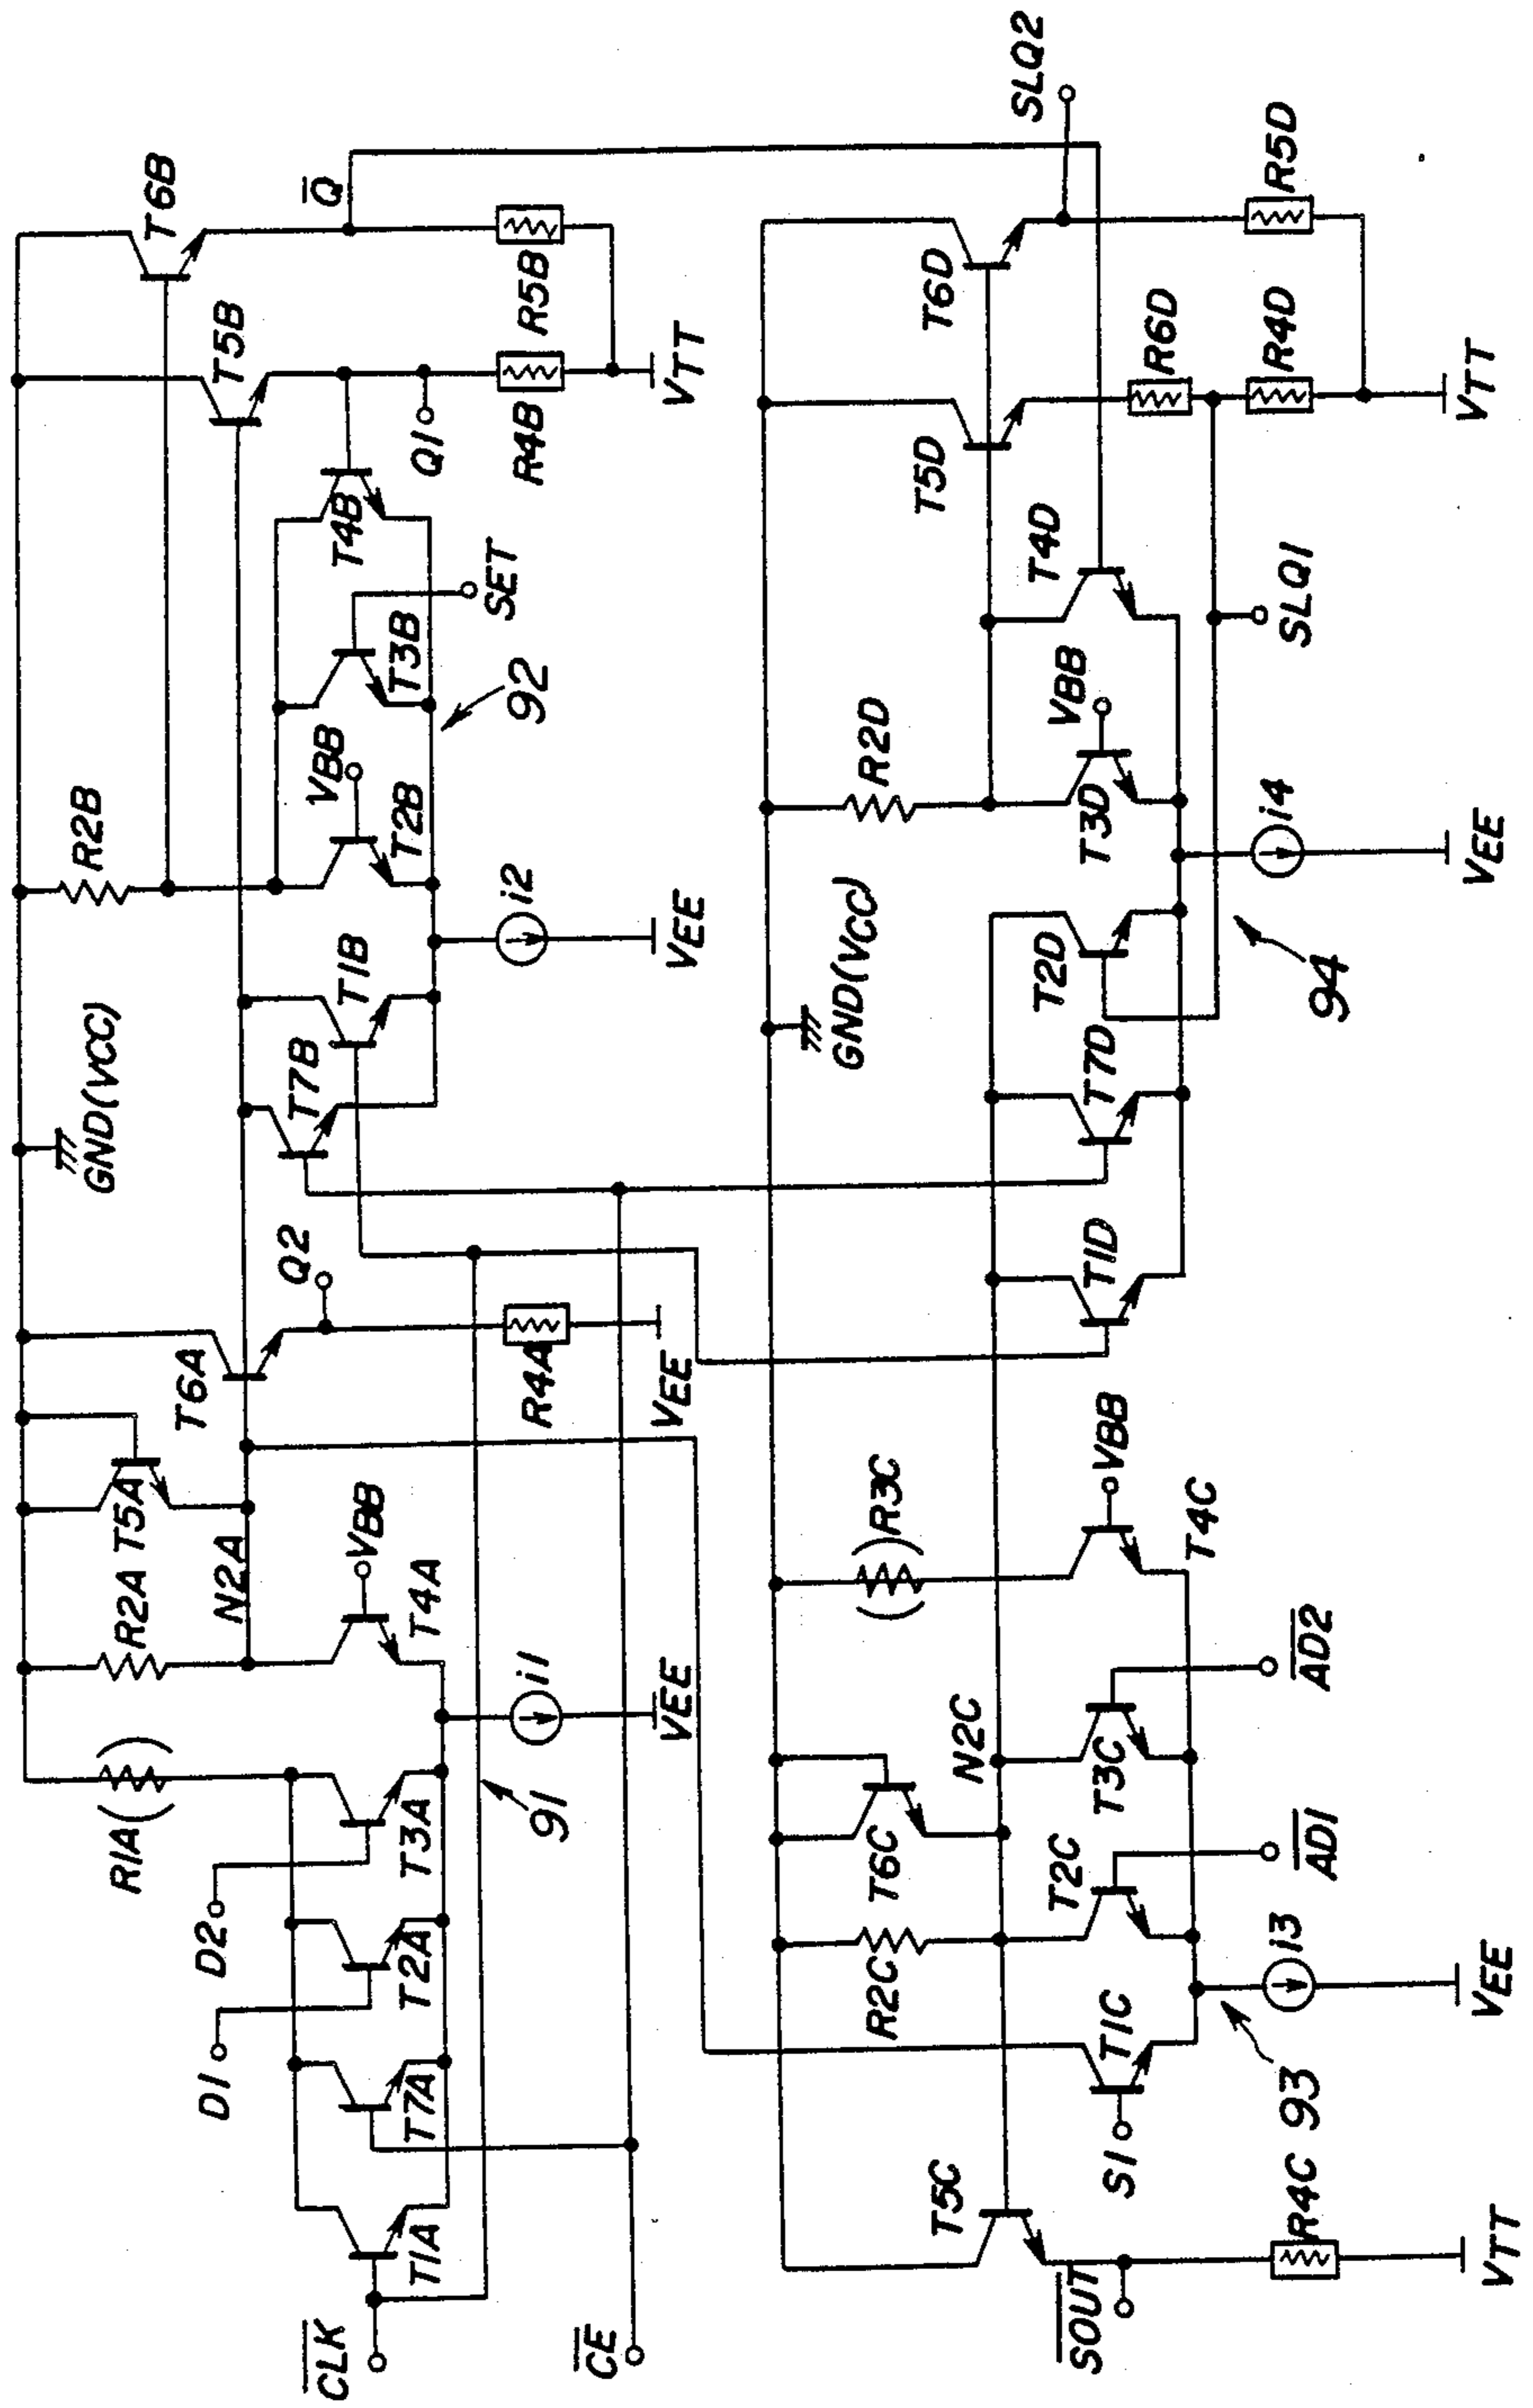 GND(VCC)
R1A
R2A
T5A
N2A
T6A
Q2
R4A
VEE
T4A
VBB
i1
VEE
91
D1
D2
T1A
T7A
T2A
T3A
CLK
CE
R2B
T7B
T1B
T2B
VBB
T3B
SET
T4B
T5B
T6B
Q
Q1
R4B
R5B
VTT
i2
VEE
92
GND(VCC)
T5C
SOUT
R4C
VTT
S1
T1C
R2C
T6C
N2C
T2C
T3C
AD1
AD2
i3
VEE
93
R3C
VBB
T4C
T1D
T7D
T2D
R2D
T3D
VBB
T4D
i4
VEE
94
T5D
T6D
R6D
R4D
R5D
SLQ1
SLQ2
VTT